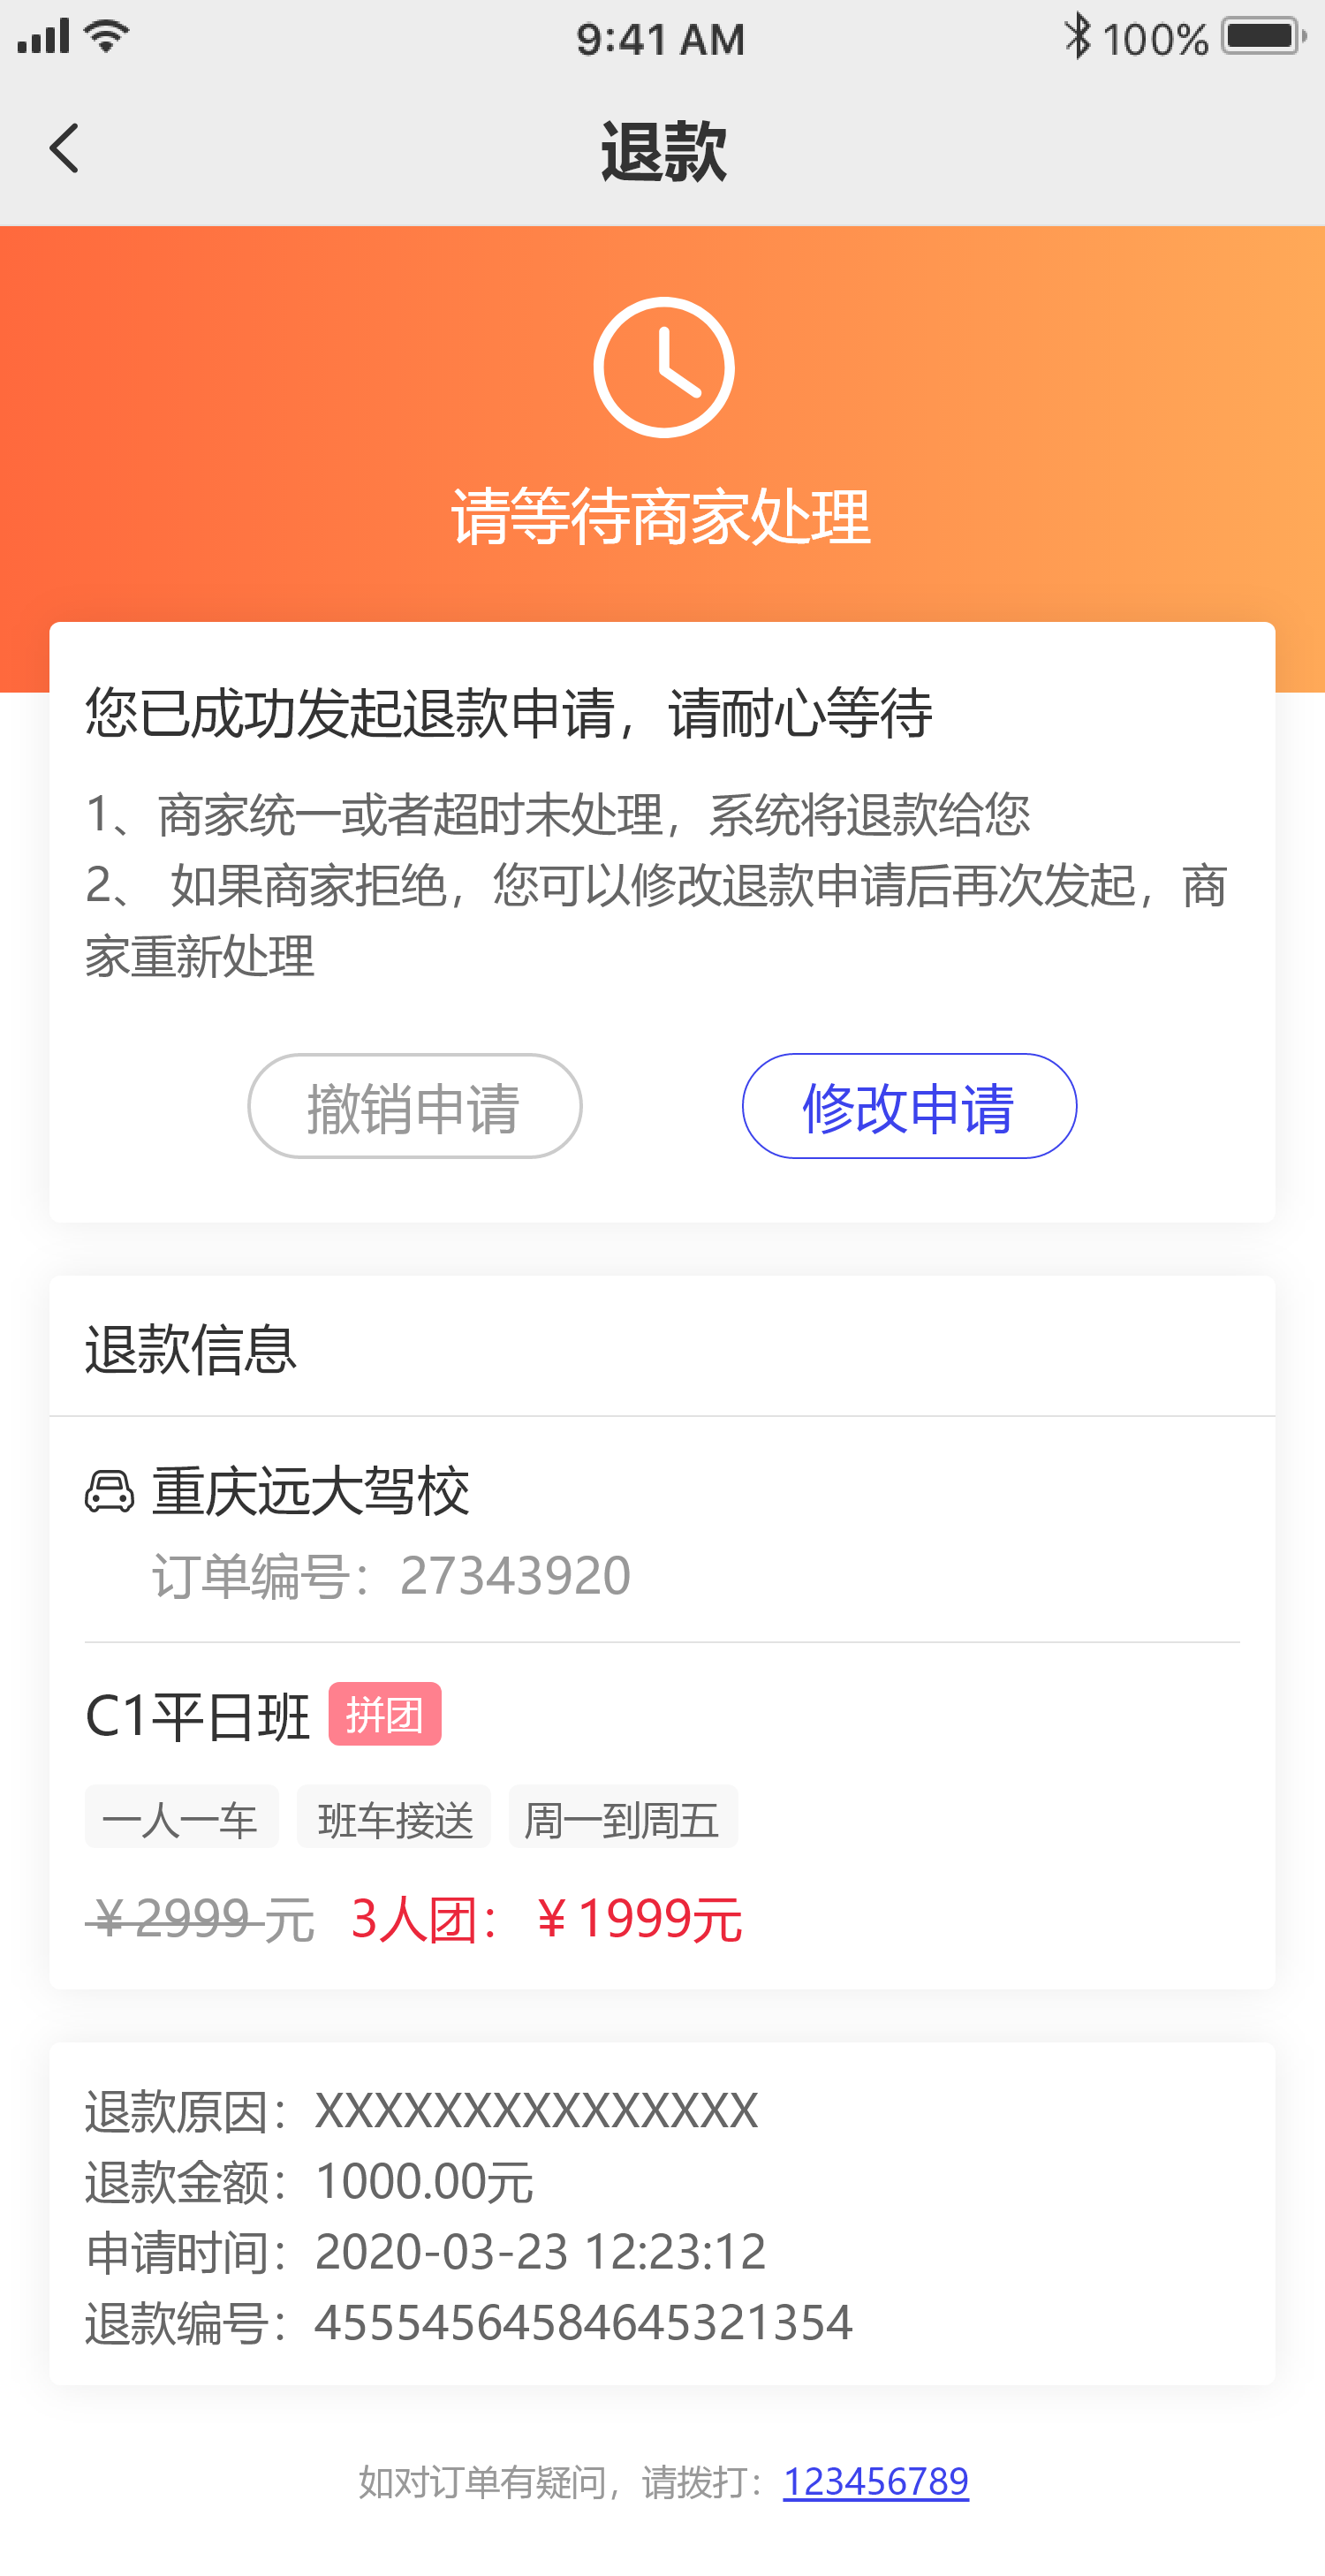 9:41 AM
100%
退款
请等待商家处理
您已成功发起退款申请，请耐心等待
1、商家统一或者超时未处理，系统将退款给您
2、 如果商家拒绝，您可以修改退款申请后再次发起，商
家重新处理
撤销申请
修改申请
退款信息
重庆远大驾校
订单编号：27343920
C1平日班 拼团
一人一车 班车接送 周一到周五
￥2999 元 3人团：￥1999元
退款原因：XXXXXXXXXXXXXXX
退款金额：1000.00元
申请时间：2020-03-23 12:23:12
退款编号：45554564584645321354
如对订单有疑问，请拨打：123456789